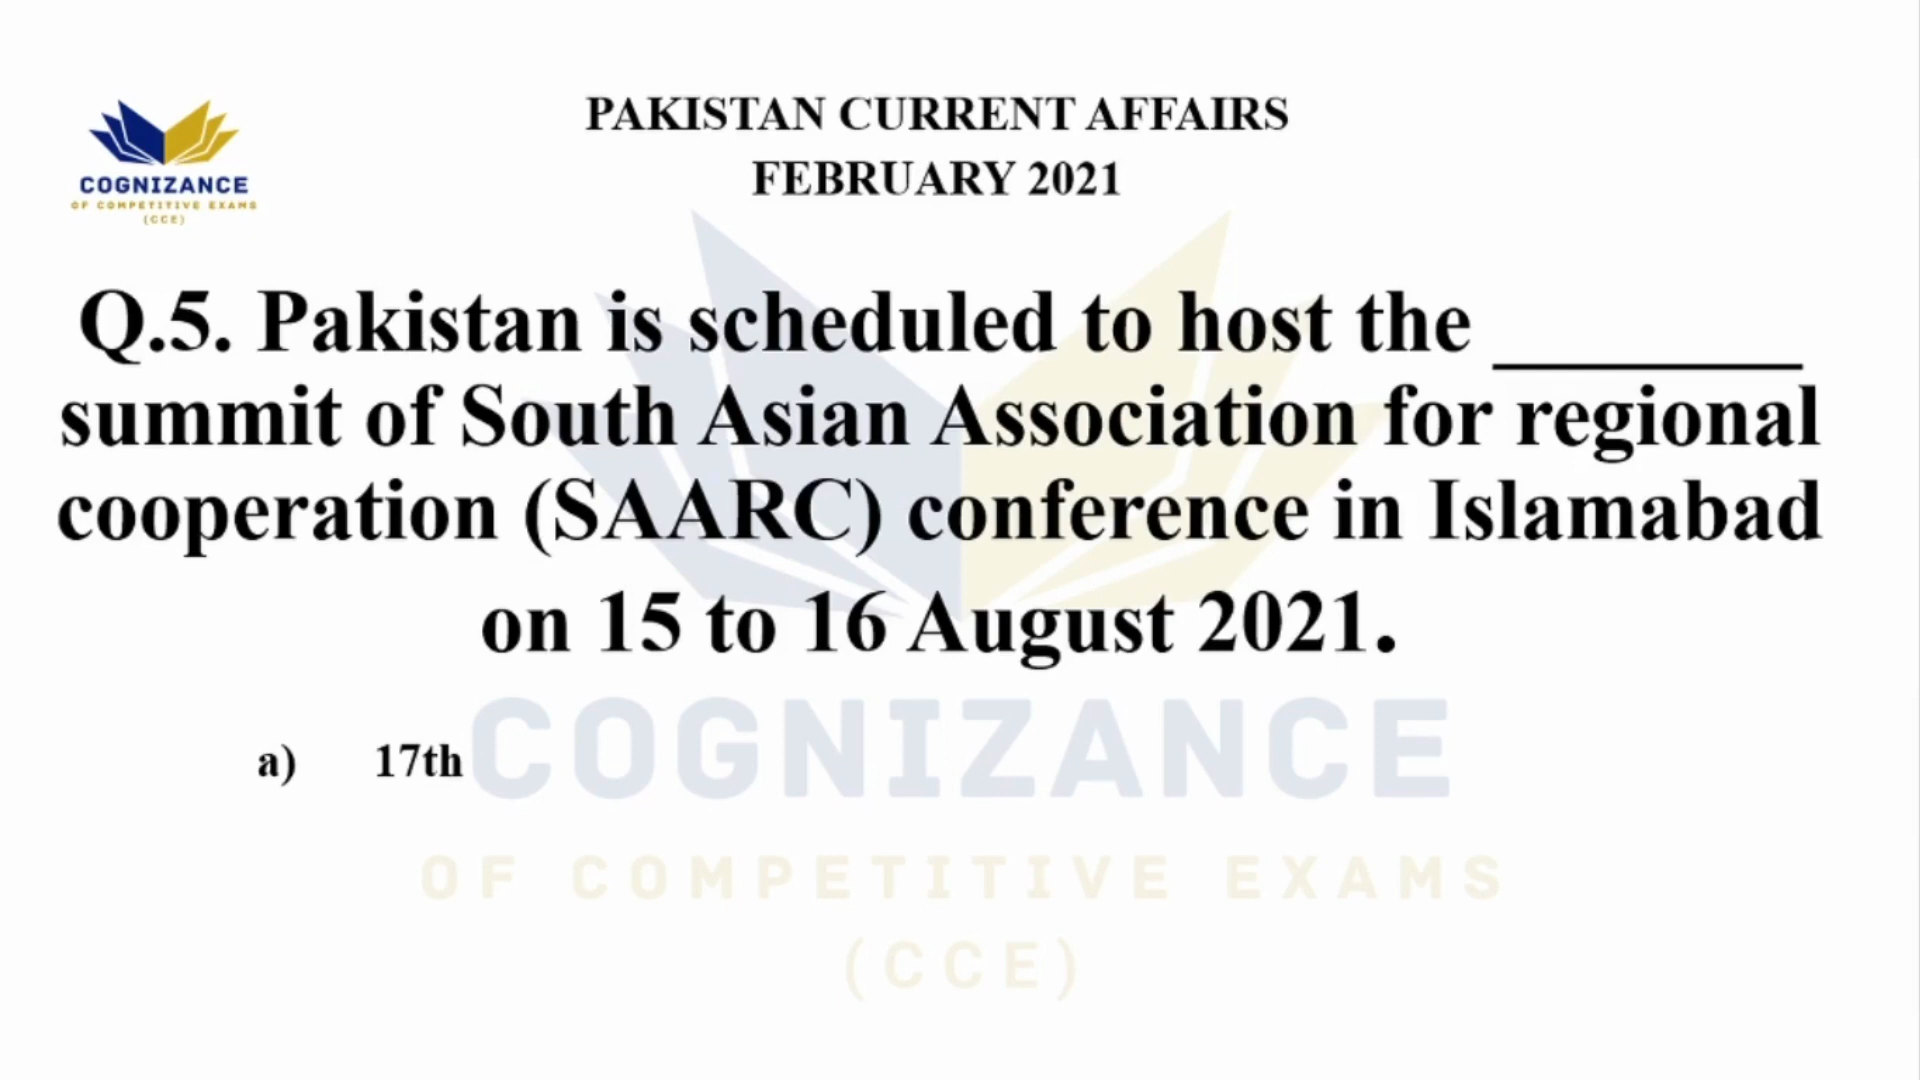 PAKISTAN CURRENT AFFAIRS
FEBRUARY 2021
COGNIZANCE
OF COMPETITIVE EXAMS
(CCE)
Q.5. Pakistan is scheduled to host the ________
summit of South Asian Association for regional
cooperation (SAARC) conference in Islamabad
on 15 to 16 August 2021.
a) 17th
COGNIZANCE
OF COMPETITIVE EXAMS
(CCE)